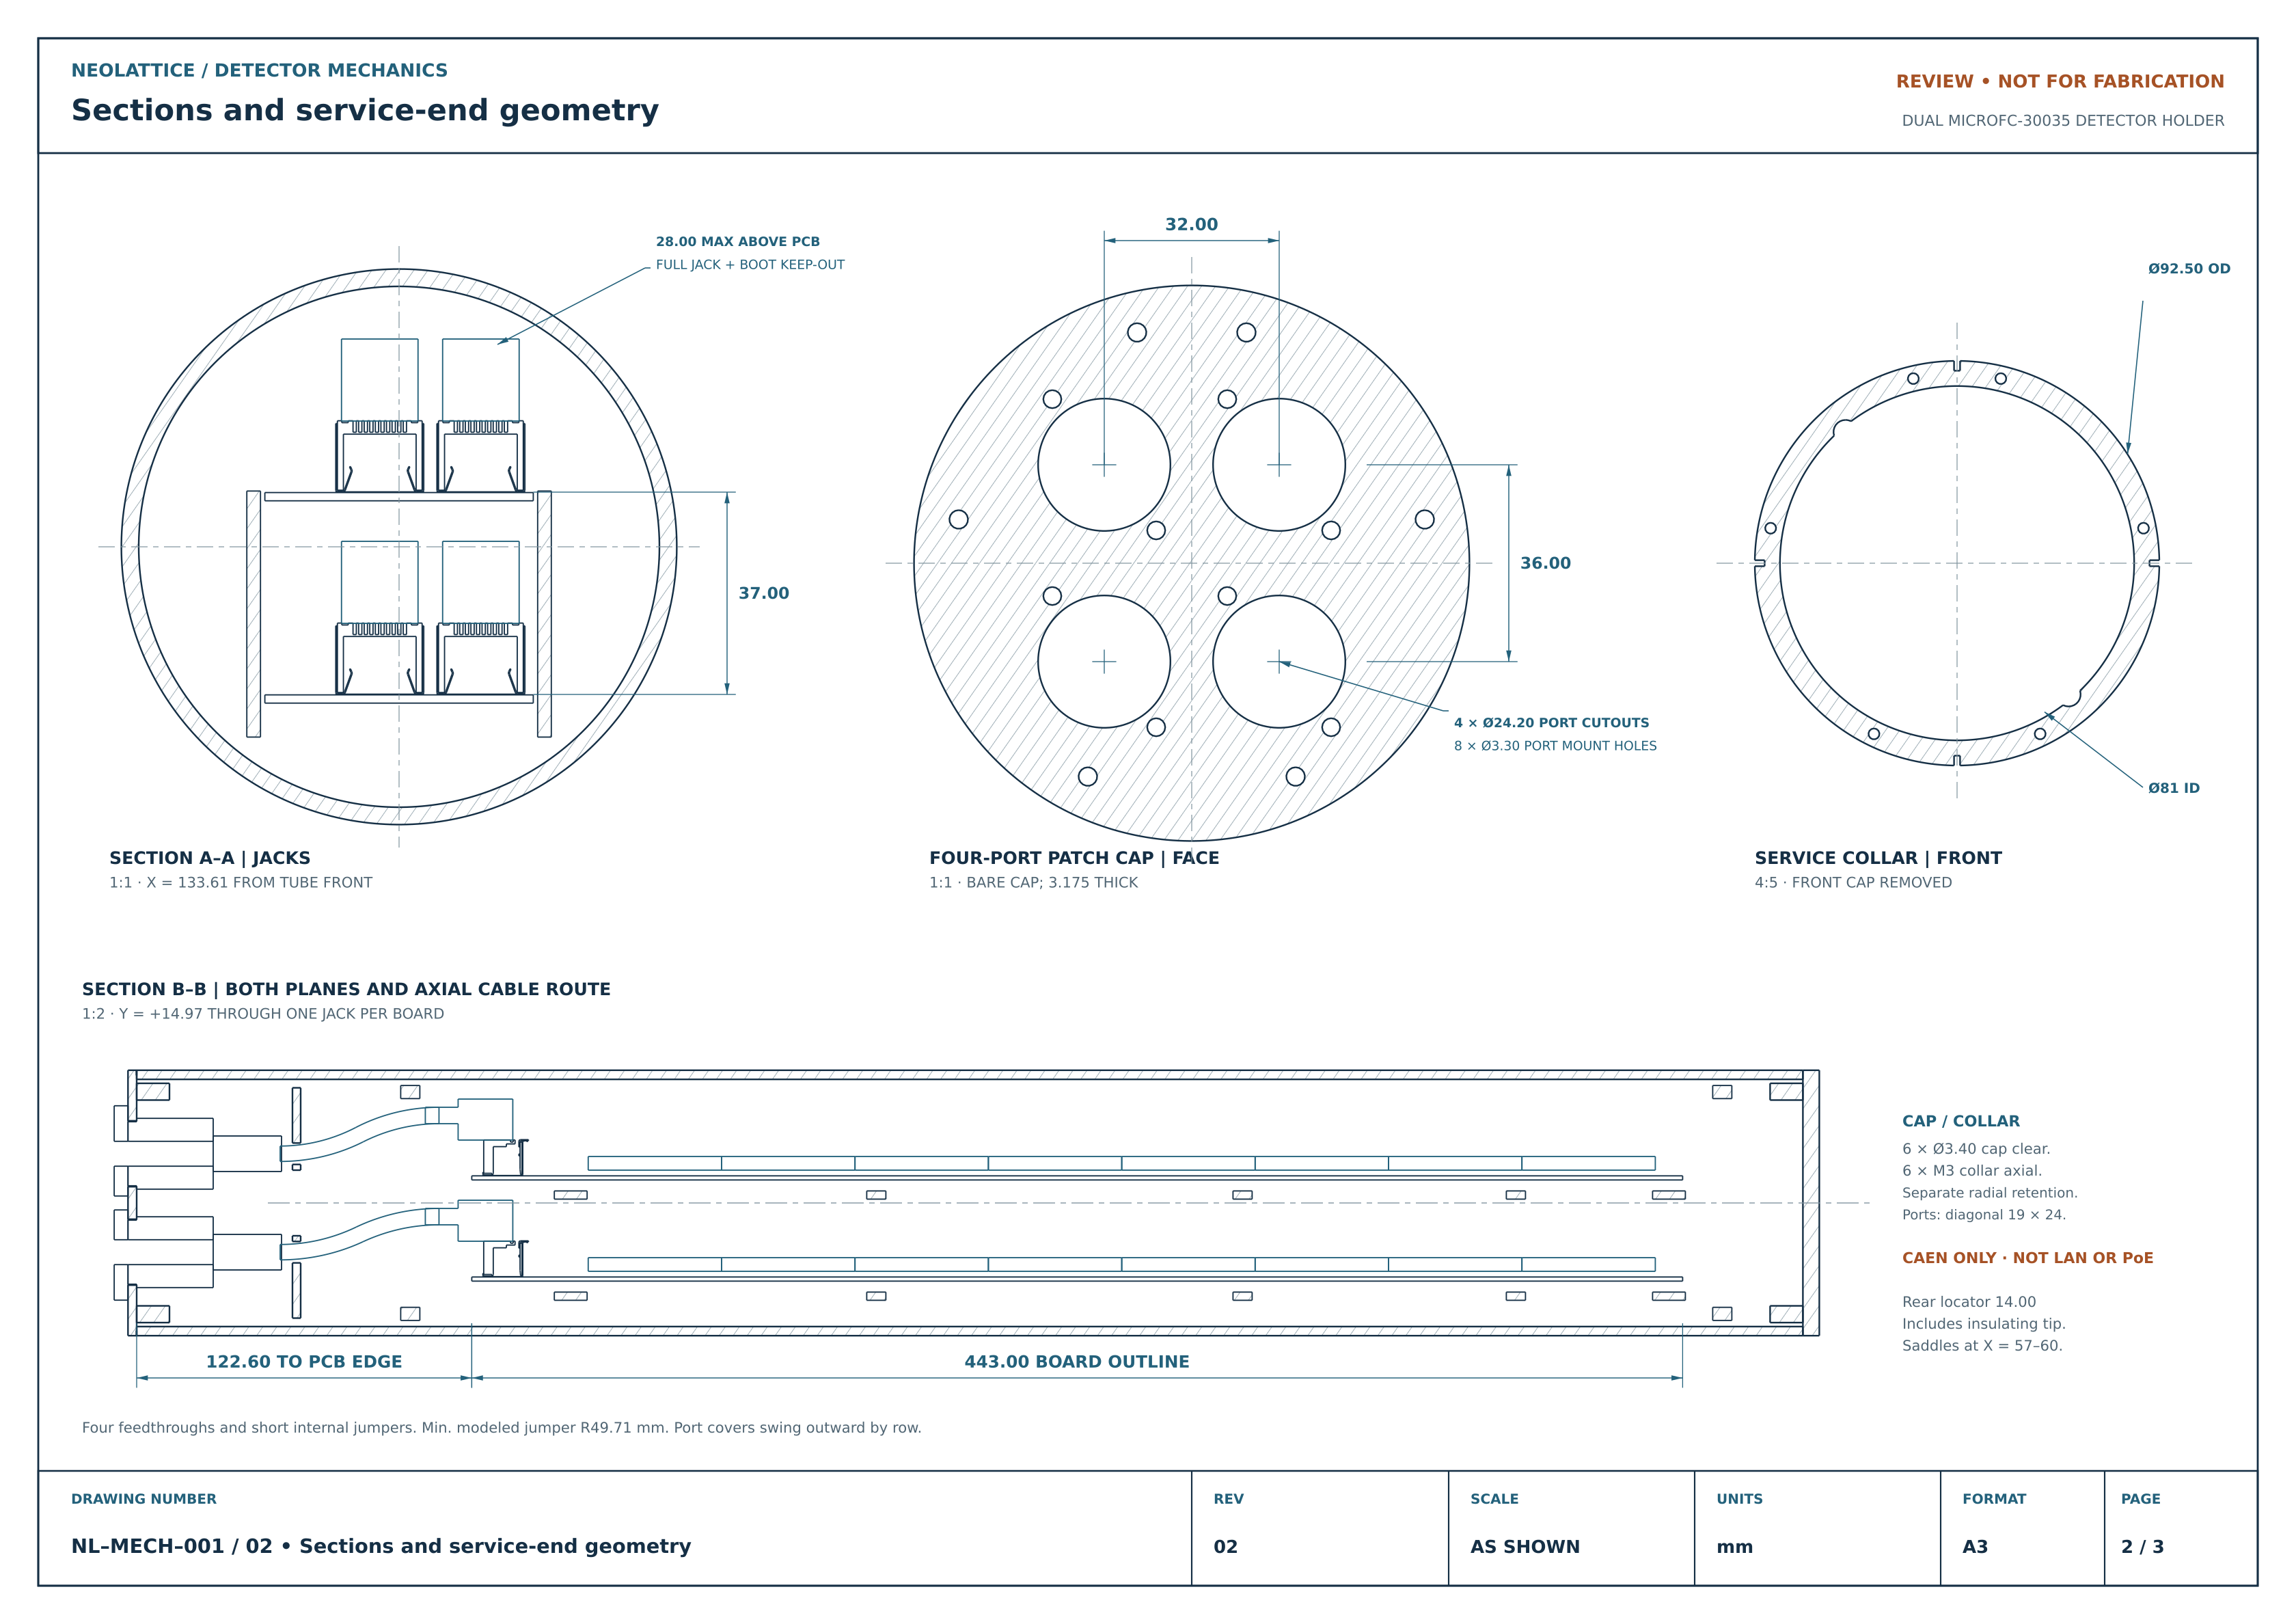 NEOLATTICE / DETECTOR MECHANICS
Sections and service-end geometry
REVIEW • NOT FOR FABRICATION
DUAL MICROFC-30035 DETECTOR HOLDER
28.00 MAX ABOVE PCB
FULL JACK + BOOT KEEP-OUT
37.00
SECTION A–A | JACKS
1:1 · X = 133.61 FROM TUBE FRONT
32.00
36.00
4 × Ø24.20 PORT CUTOUTS
8 × Ø3.30 PORT MOUNT HOLES
FOUR-PORT PATCH CAP | FACE
1:1 · BARE CAP; 3.175 THICK
Ø92.50 OD
Ø81 ID
SERVICE COLLAR | FRONT
4:5 · FRONT CAP REMOVED
SECTION B–B | BOTH PLANES AND AXIAL CABLE ROUTE
1:2 · Y = +14.97 THROUGH ONE JACK PER BOARD
122.60 TO PCB EDGE
443.00 BOARD OUTLINE
CAP / COLLAR
6 × Ø3.40 cap clear.
6 × M3 collar axial.
Separate radial retention.
Ports: diagonal 19 × 24.
CAEN ONLY · NOT LAN OR PoE
Rear locator 14.00
Includes insulating tip.
Saddles at X = 57–60.
Four feedthroughs and short internal jumpers. Min. modeled jumper R49.71 mm. Port covers swing outward by row.
DRAWING NUMBER
NL–MECH–001 / 02 • Sections and service-end geometry
REV
02
SCALE
AS SHOWN
UNITS
mm
FORMAT
A3
PAGE
2 / 3